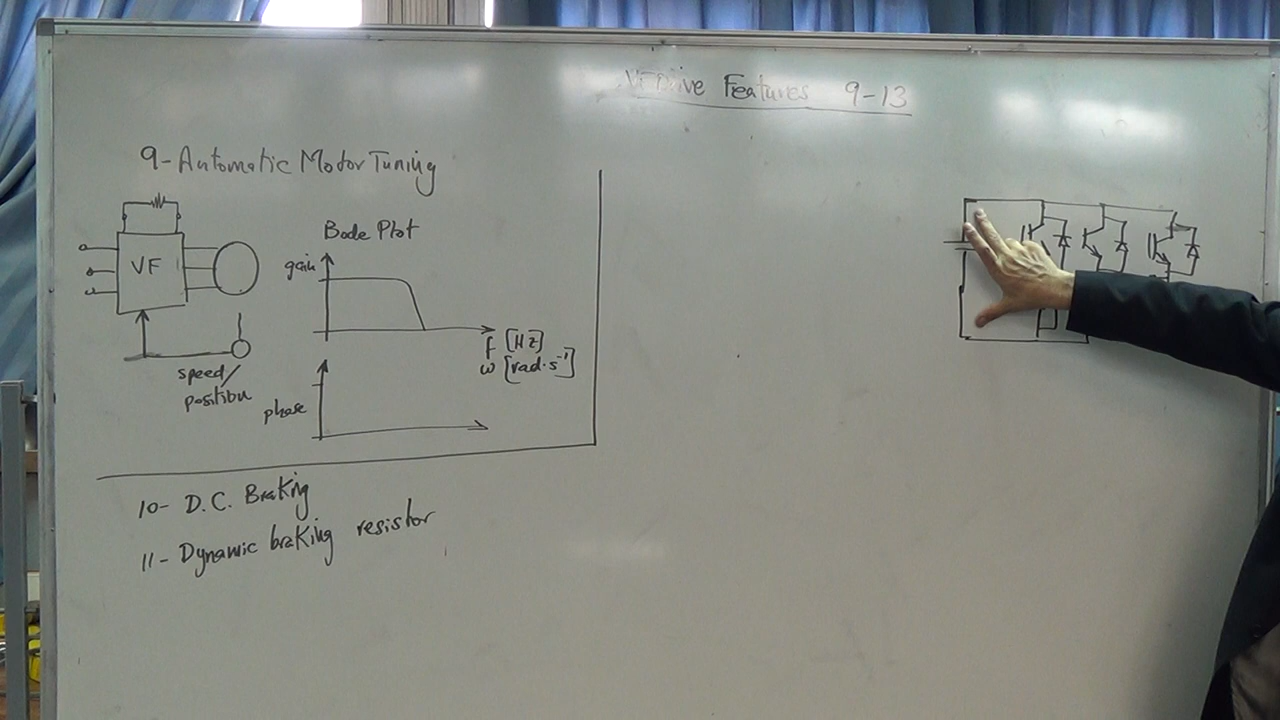 Features 9-13
9- Automatic Motor Tuning
VF
speed/
position
Bode Plot
gain
f [Hz]
ω [rad·s⁻¹]
phase
10- D.C. Braking
11- Dynamic braking resistor